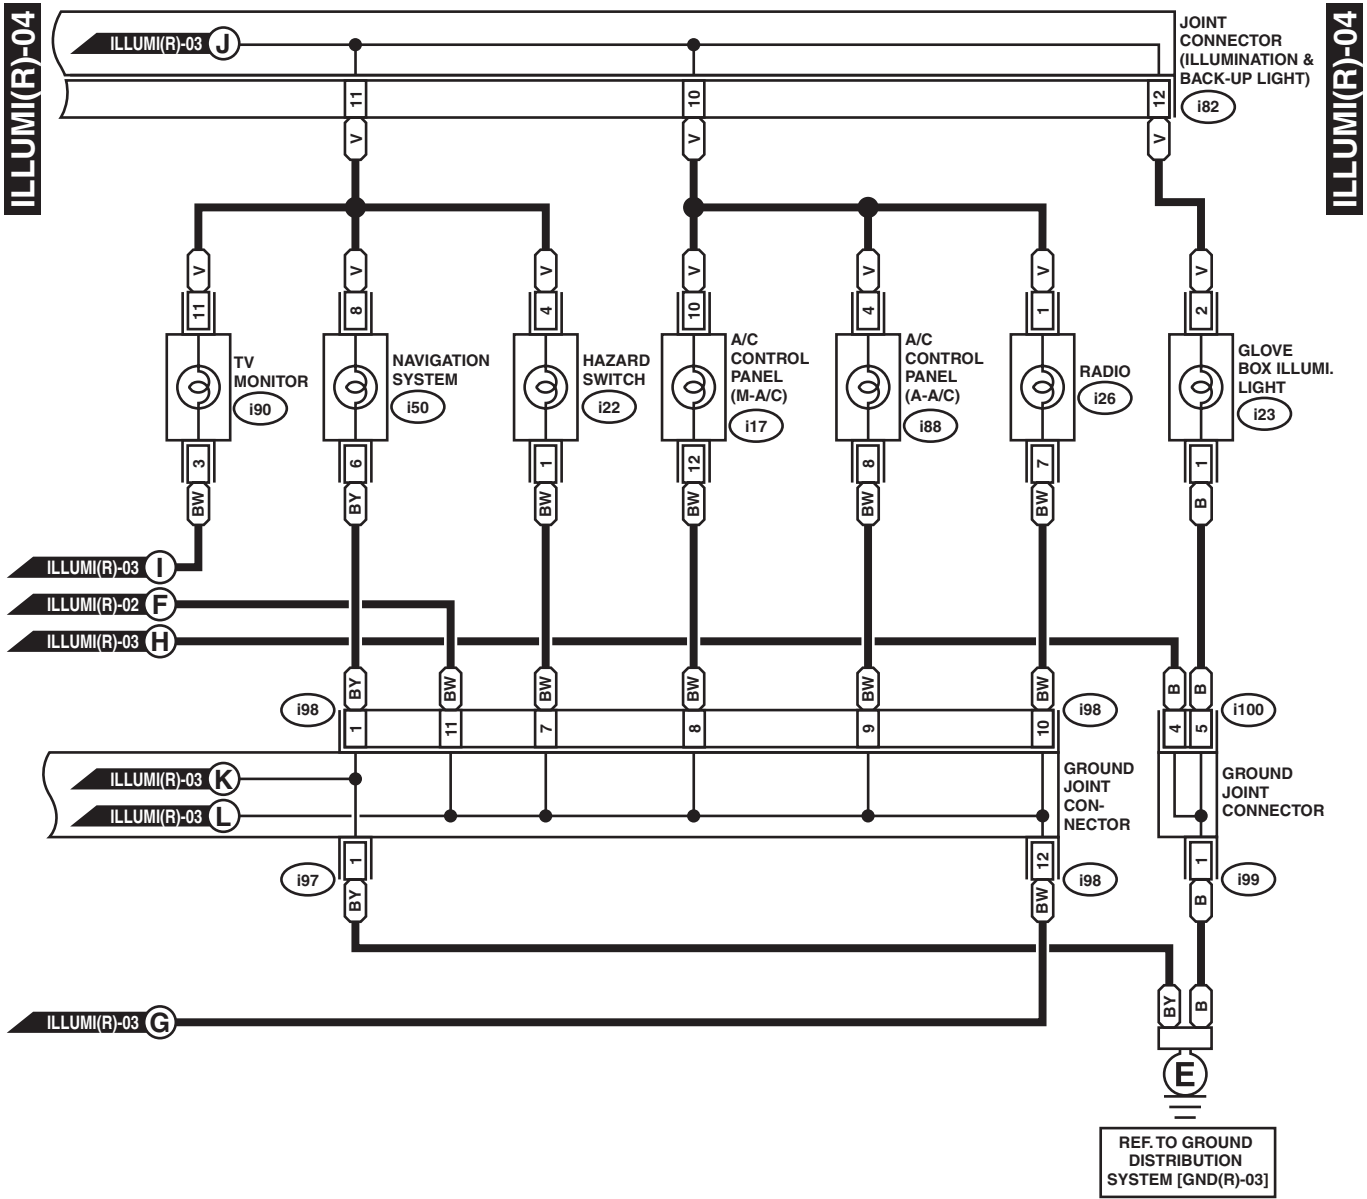 ILLUMI(R)-04
ILLUMI(R)-04
ILLUMI(R)-03 J
JOINT
CONNECTOR
(ILLUMINATION &
BACK-UP LIGHT)
i82
11
10
12
V
V
V
V
V
V
V
V
V
V
11
8
4
10
4
1
2
TV
MONITOR
i90
NAVIGATION
SYSTEM
i50
HAZARD
SWITCH
i22
A/C
CONTROL
PANEL
(M-A/C)
i17
A/C
CONTROL
PANEL
(A-A/C)
i88
RADIO
i26
GLOVE
BOX ILLUMI.
LIGHT
i23
3
6
1
12
8
7
1
BW
BY
BW
BW
BW
BW
B
ILLUMI(R)-03 I
ILLUMI(R)-02 F
ILLUMI(R)-03 H
BY
BW
BW
BW
BW
BW
B
B
i98
1
11
7
8
9
10
i98
4
5
i100
ILLUMI(R)-03 K
ILLUMI(R)-03 L
GROUND
JOINT
CON-
NECTOR
GROUND
JOINT
CONNECTOR
i97
1
12
i98
1
i99
BY
BW
B
ILLUMI(R)-03 G
BY
B
E
REF. TO GROUND
DISTRIBUTION
SYSTEM [GND(R)-03]